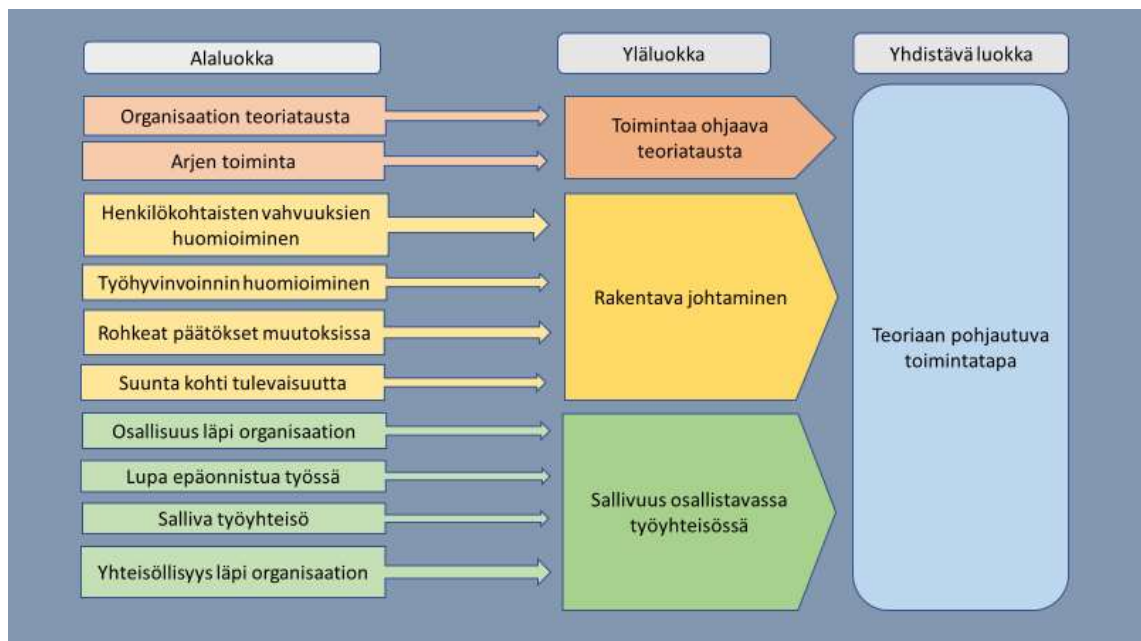 Alaluokka
Yläluokka
Yhdistävä luokka
Organisaation teoriatausta
Arjen toiminta
Toimintaa ohjaava
teoriatausta
Henkilökohtaisten vahvuuksien
huomioiminen
Työhyvinvoinnin huomioiminen
Rohkeat päätökset muutoksissa
Suunta kohti tulevaisuutta
Rakentava johtaminen
Osallisuus läpi organisaation
Lupa epäonnistua työssä
Salliva työyhteisö
Yhteisöllisyys läpi organisaation
Sallivuus osallistavassa
työyhteisössä
Teoriaan pohjautuva
toimintatapa